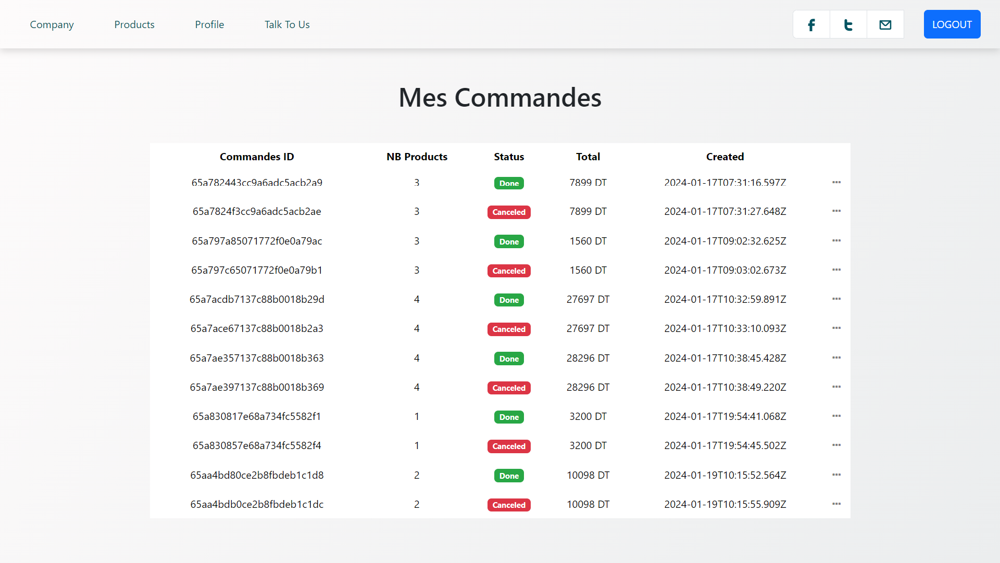 Company Products Profile Talk To Us LOGOUT
Mes Commandes
Commandes ID NB Products Status Total Created
65a782443cc9a6adc5acb2a9 3 Done 7899 DT 2024-01-17T07:31:16.597Z ...
65a7824f3cc9a6adc5acb2ae 3 Canceled 7899 DT 2024-01-17T07:31:27.648Z ...
65a797a85071772f0e0a79ac 3 Done 1560 DT 2024-01-17T09:02:32.625Z ...
65a797c65071772f0e0a79b1 3 Canceled 1560 DT 2024-01-17T09:03:02.673Z ...
65a7acdb7137c88b0018b29d 4 Done 27697 DT 2024-01-17T10:32:59.891Z ...
65a7ace67137c88b0018b2a3 4 Canceled 27697 DT 2024-01-17T10:33:10.093Z ...
65a7ae357137c88b0018b363 4 Done 28296 DT 2024-01-17T10:38:45.428Z ...
65a7ae397137c88b0018b369 4 Canceled 28296 DT 2024-01-17T10:38:49.220Z ...
65a830817e68a734fc5582f1 1 Done 3200 DT 2024-01-17T19:54:41.068Z ...
65a830857e68a734fc5582f4 1 Canceled 3200 DT 2024-01-17T19:54:45.502Z ...
65aa4bd80ce2b8fbdeb1c1d8 2 Done 10098 DT 2024-01-19T10:15:52.564Z ...
65aa4bdb0ce2b8fbdeb1c1dc 2 Canceled 10098 DT 2024-01-19T10:15:55.909Z ...